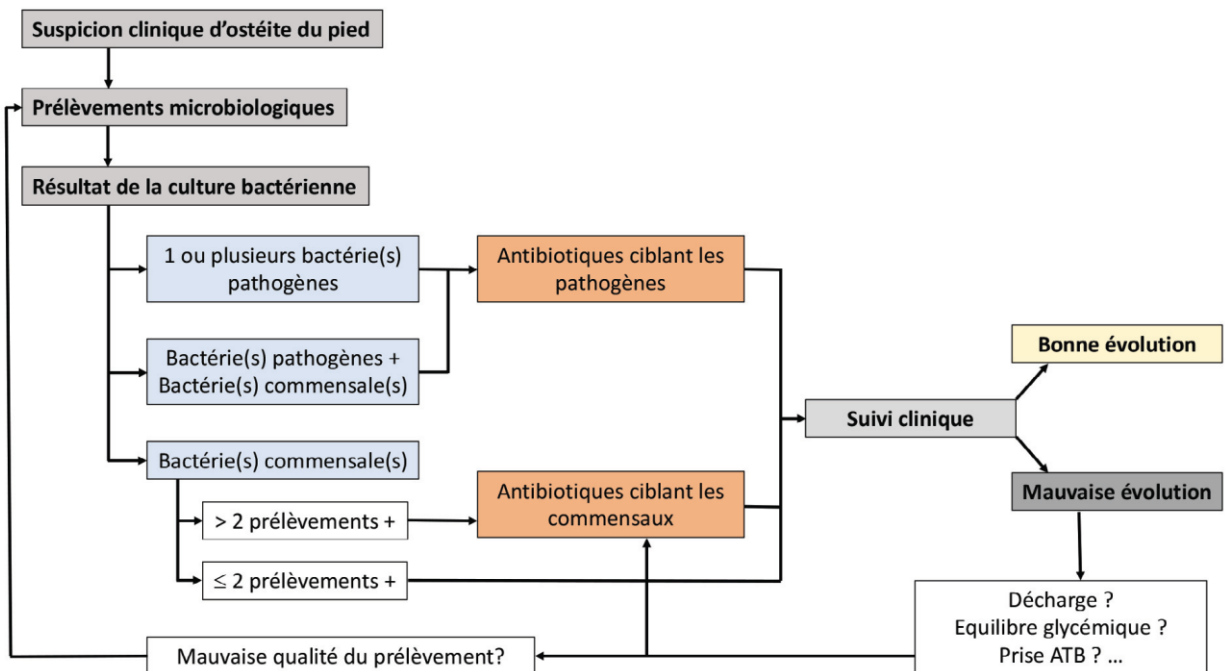 Suspicion clinique d'ostéite du pied
Prélèvements microbiologiques
Résultat de la culture bactérienne
1 ou plusieurs bactérie(s)
pathogènes
Antibiotiques ciblant les
pathogènes
Bactérie(s) pathogènes +
Bactérie(s) commensale(s)
Bactérie(s) commensale(s)
> 2 prélèvements +
Antibiotiques ciblant les
commensaux
≤ 2 prélèvements +
Suivi clinique
Bonne évolution
Mauvaise évolution
Décharge ?
Equilibre glycémique ?
Prise ATB ? ...
Mauvaise qualité du prélèvement?